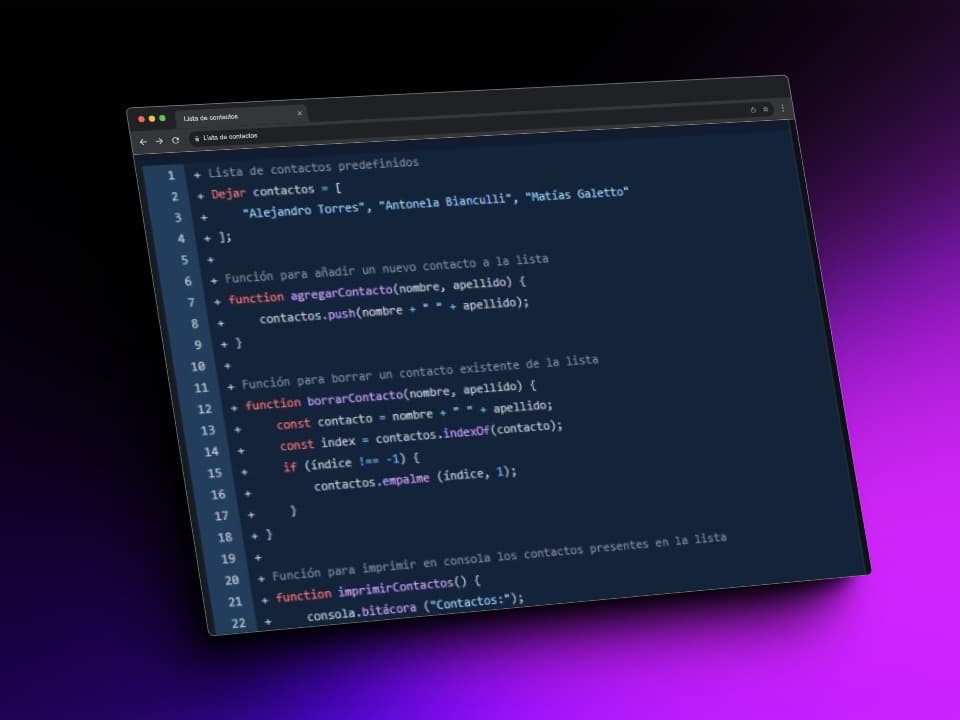 Lista de contactos
Lista de contactos
1 + Lista de contactos predefinidos
2 + Dejar contactos = [
3 + "Alejandro Torres", "Antonela Bianculli", "Matías Galetto"
4 + ];
5 +
6 + Función para añadir un nuevo contacto a la lista
7 + function agregarContacto(nombre, apellido) {
8 + contactos.push(nombre + " " + apellido);
9 + }
10 +
11 + Función para borrar un contacto existente de la lista
12 + function borrarContacto(nombre, apellido) {
13 + const contacto = nombre + " " + apellido;
14 + const index = contactos.indexOf(contacto);
15 + if (índice !== -1) {
16 + contactos.empalme (índice, 1);
17 + }
18 + }
19 +
20 + Función para imprimir en consola los contactos presentes en la lista
21 + function imprimirContactos() {
22 + consola.bitácora ("Contactos:");